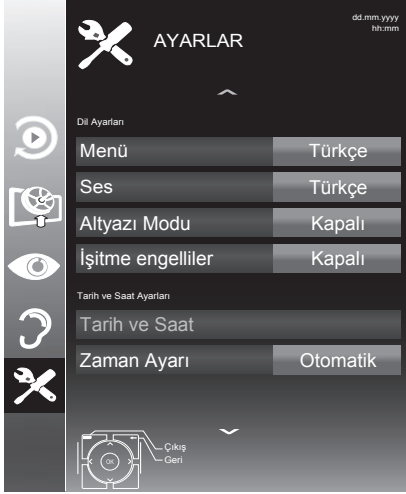 AYARLAR
dd.mm.yyyy
hh:mm
Dil Ayarları
Menü Türkçe
Ses Türkçe
Altyazı Modu Kapalı
İşitme engelliler Kapalı
Tarih ve Saat Ayarları
Tarih ve Saat
Zaman Ayarı Otomatik
Çıkış
Geri
OK